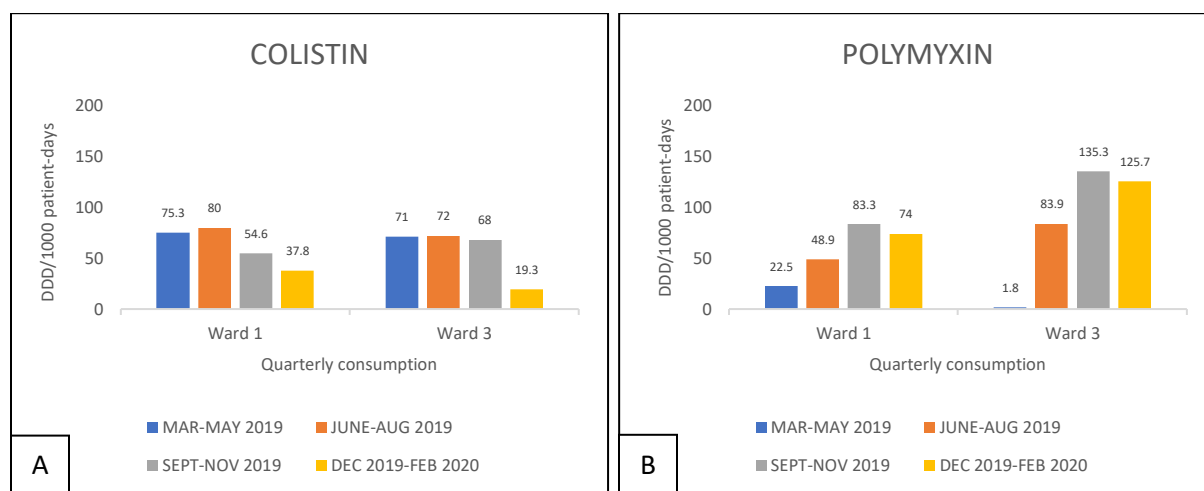 COLISTIN
DDD/1000 patient-days
200
150
100
50
0
75.3
80
54.6
37.8
71
72
68
19.3
Ward 1
Ward 3
Quarterly consumption
MAR-MAY 2019
JUNE-AUG 2019
SEPT-NOV 2019
DEC 2019-FEB 2020
A
POLYMYXIN
DDD/1000 patient-days
200
150
100
50
0
22.5
48.9
83.3
74
1.8
83.9
135.3
125.7
Ward 1
Ward 3
Quarterly consumption
MAR-MAY 2019
JUNE-AUG 2019
SEPT-NOV 2019
DEC 2019-FEB 2020
B